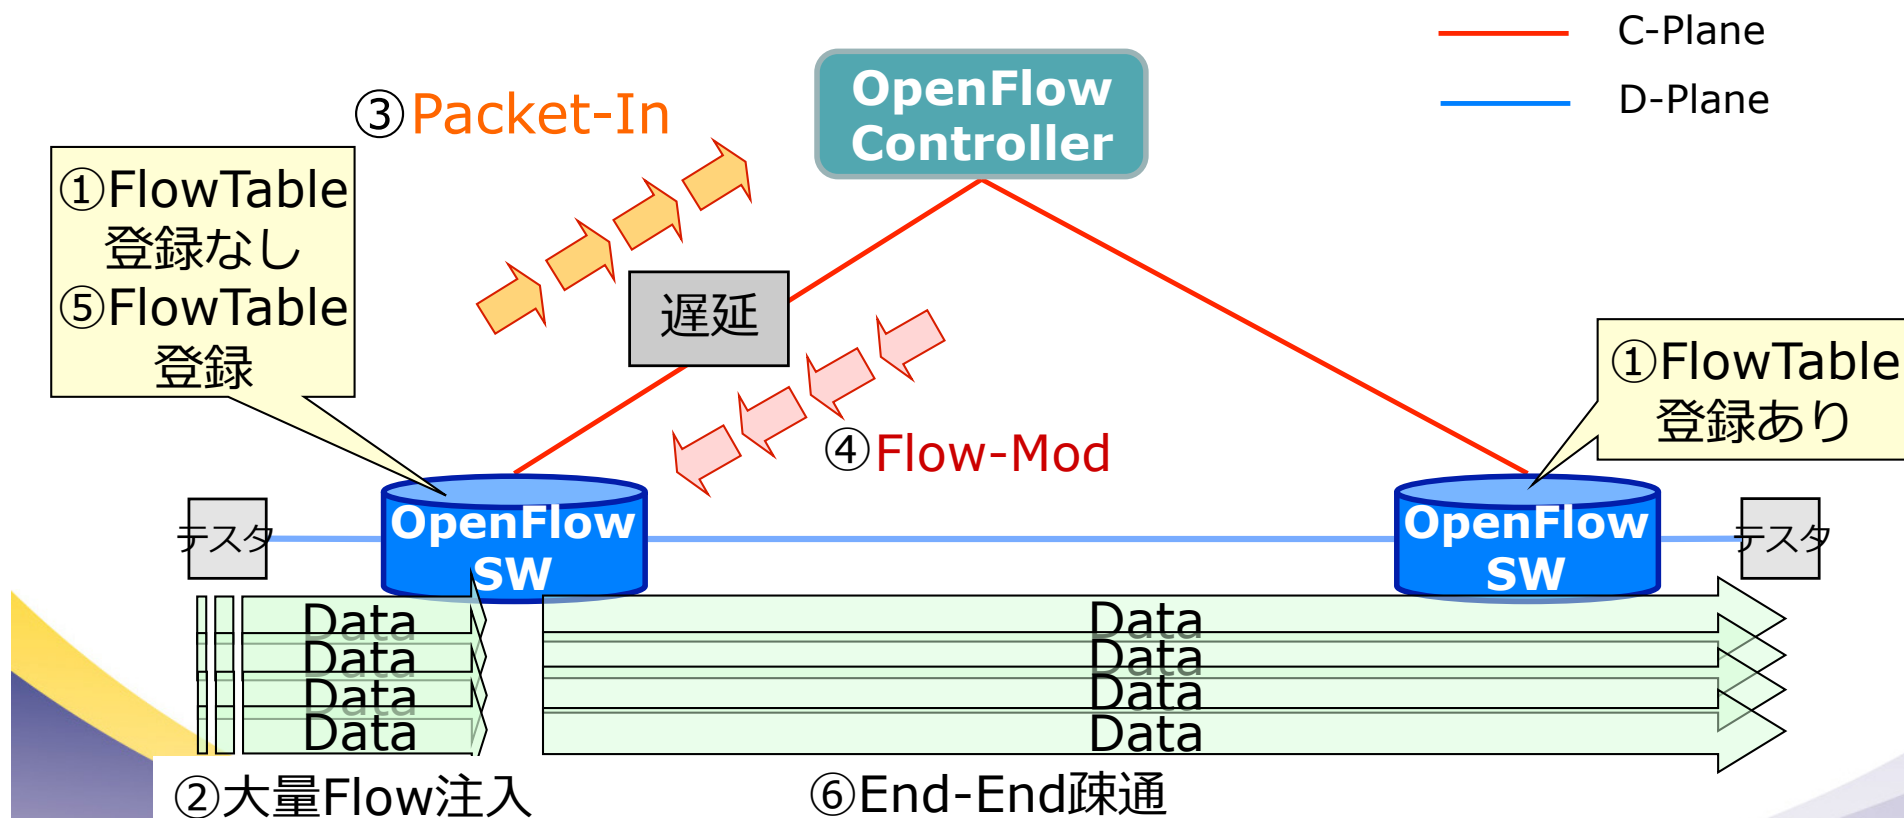 C-Plane
D-Plane
OpenFlow
Controller
③Packet-In
①FlowTable
登録なし
⑤FlowTable
登録
遅延
④Flow-Mod
①FlowTable
登録あり
テスタ
OpenFlow
SW
OpenFlow
SW
テスタ
Data
Data
Data
Data
Data
Data
Data
Data
②大量Flow注入
⑥End-End疎通